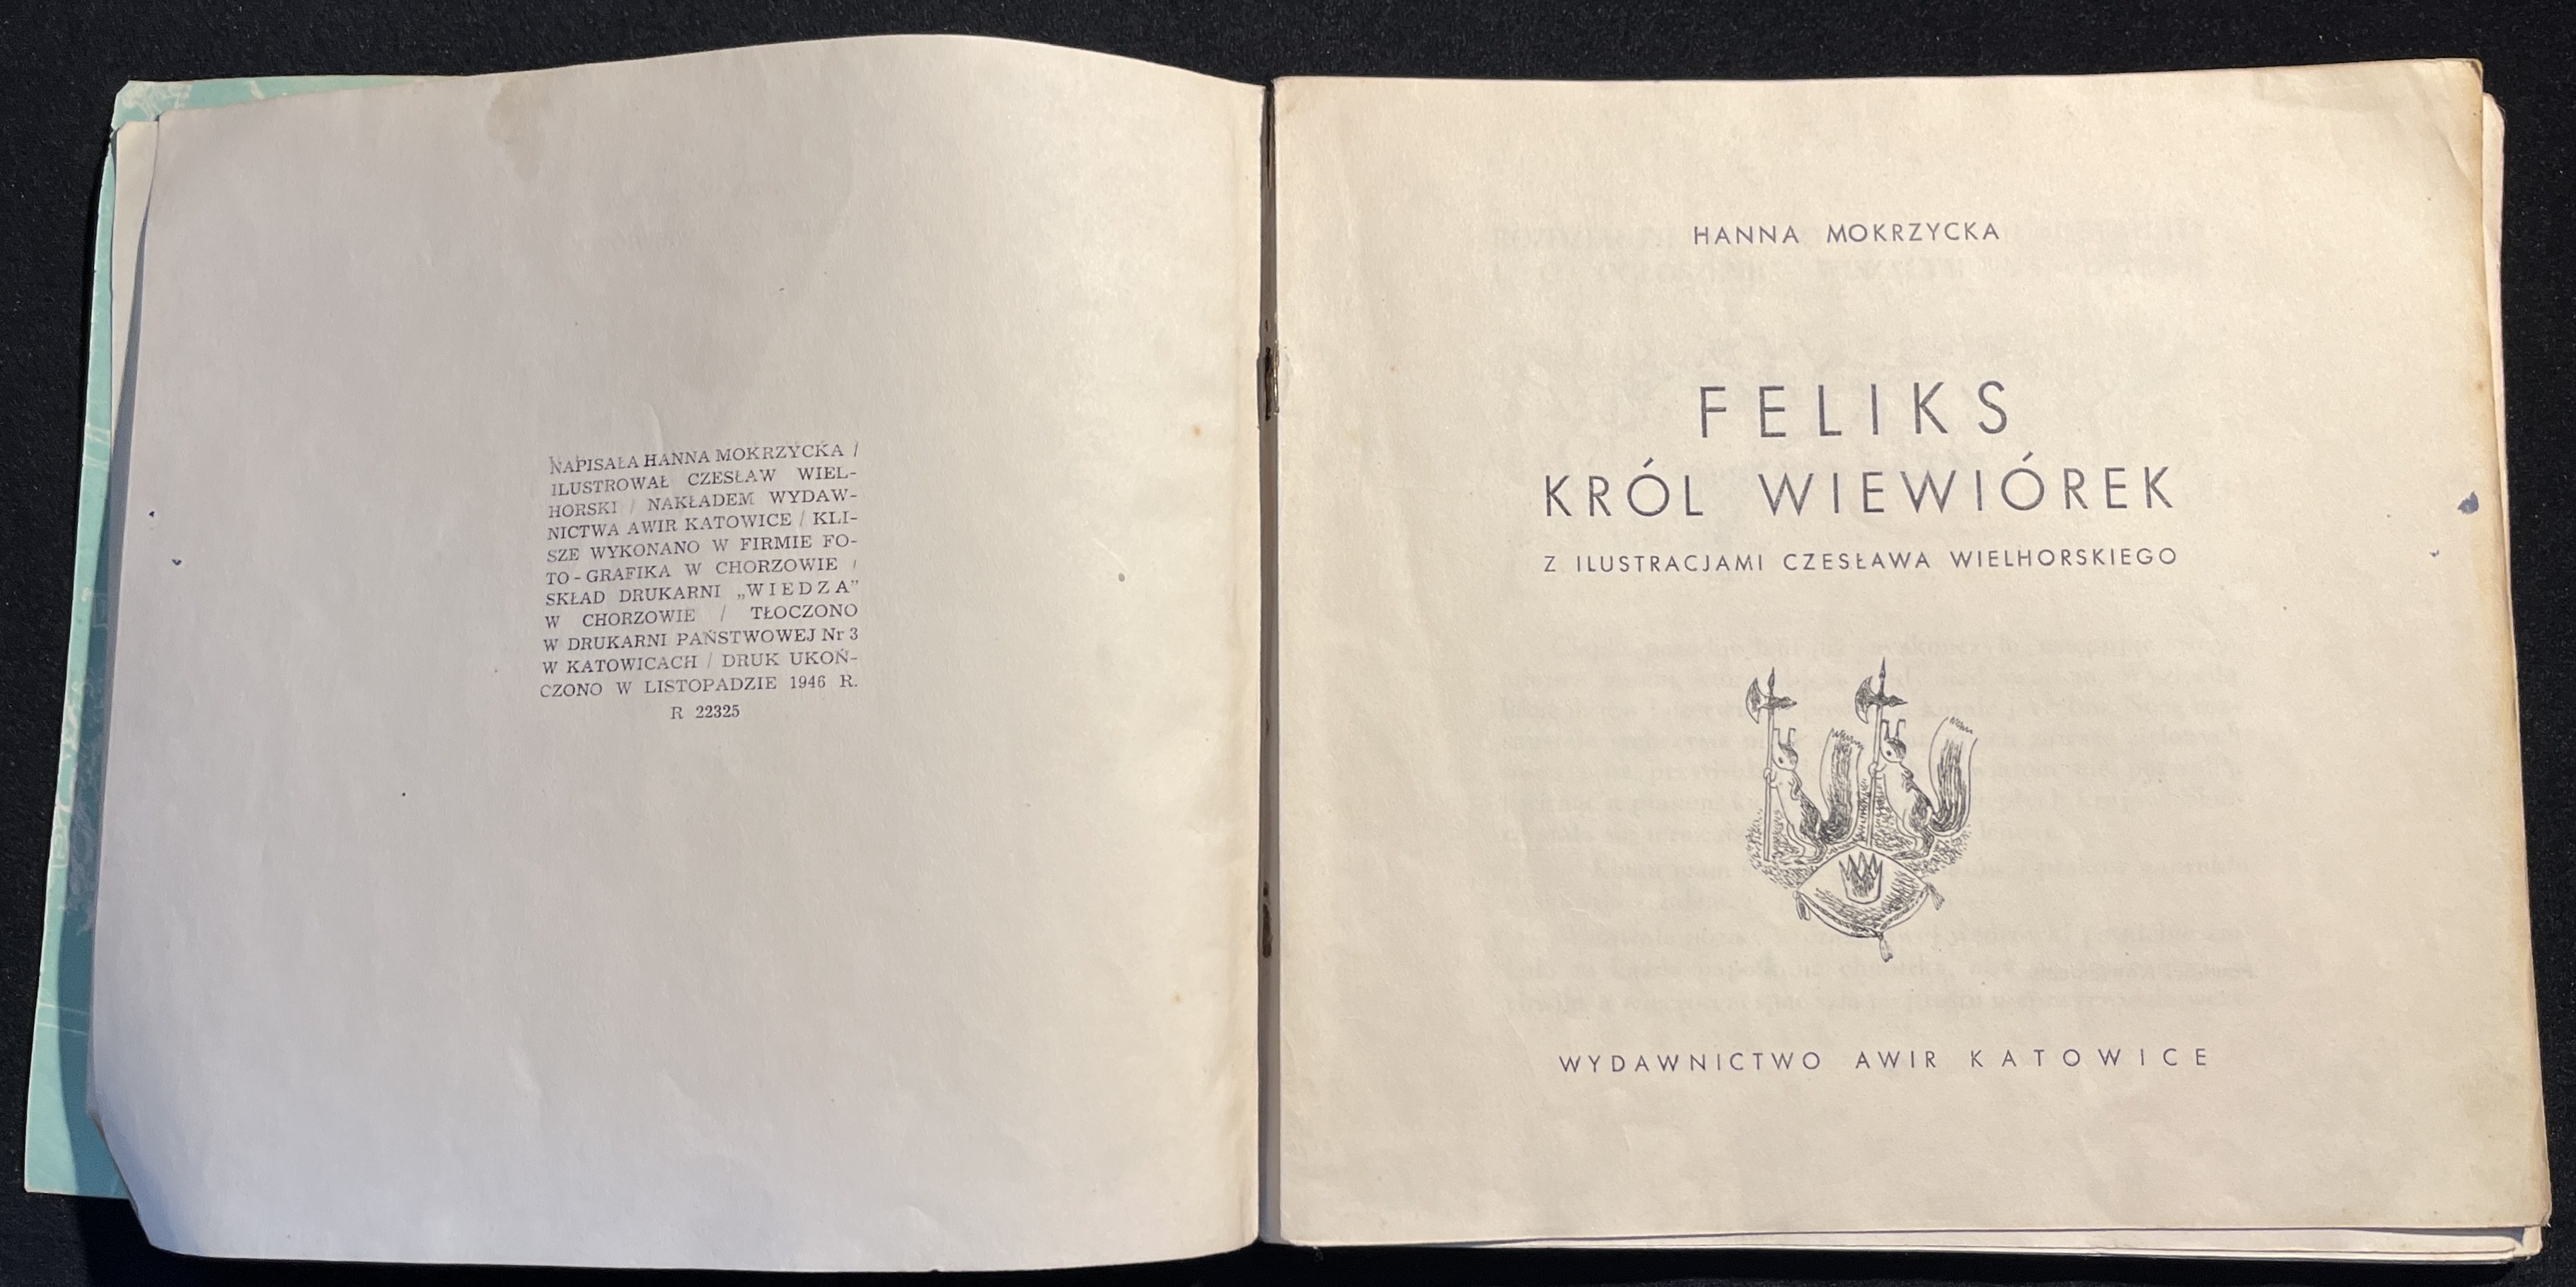 NAPISAŁA HANNA MOKRZYCKA /
ILUSTROWAŁ CZESŁAW WIEL-
HORSKI / NAKŁADEM WYDAW-
NICTWA AWIR KATOWICE / KLI-
SZE WYKONANO W FIRMIE FO-
TO-GRAFIKA W CHORZOWIE /
SKŁAD DRUKARNI „WIEDZA”
W CHORZOWIE / TŁOCZONO
W DRUKARNI PAŃSTWOWEJ Nr 3
W KATOWICACH / DRUK UKOŃ-
CZONO W LISTOPADZIE 1946 R.
R 22325
HANNA MOKRZYCKA
FELIKS
KRÓL WIEWIÓREK
Z ILUSTRACJAMI CZESŁAWA WIELHORSKIEGO
WYDAWNICTWO AWIR KATOWICE